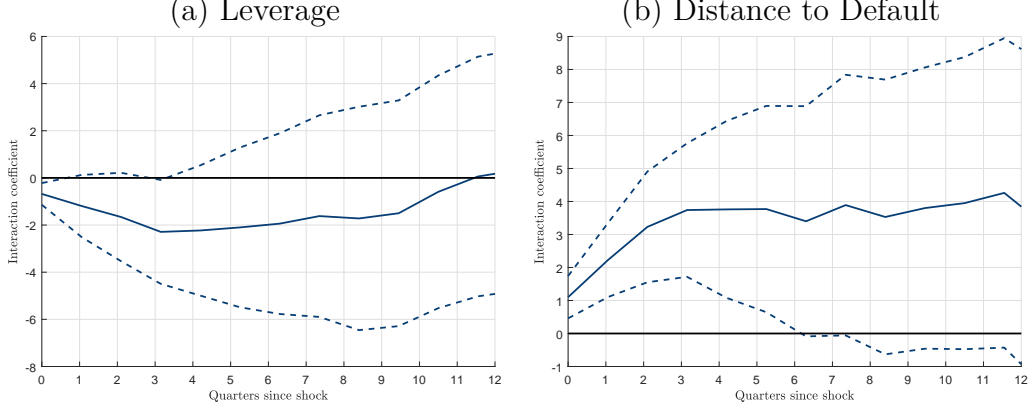 (a) Leverage
Interaction coefficient
6
4
2
0
-2
-4
-6
-8
0 1 2 3 4 5 6 7 8 9 10 11 12
Quarters since shock
(b) Distance to Default
Interaction coefficient
9
8
7
6
5
4
3
2
1
0
-1
0 1 2 3 4 5 6 7 8 9 10 11 12
Quarters since shock